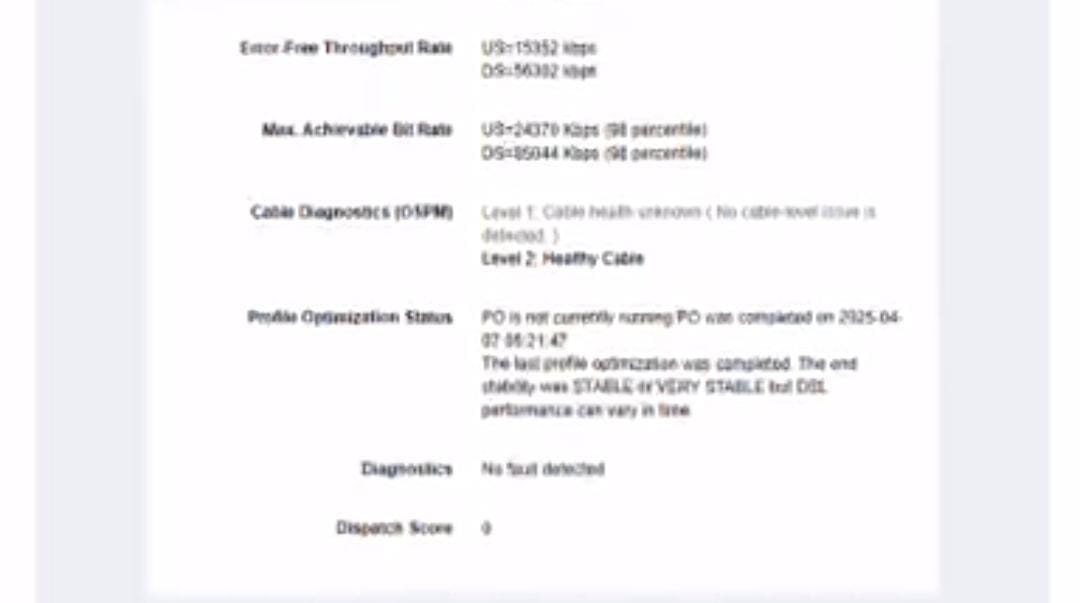 Error-Free Throughput Rate US=15352 kbps
DS=56302 kbps
Max. Achievable Bit Rate US=24370 Kbps (98 percentile)
DS=85044 Kbps (98 percentile)
Cable Diagnostics (DSPM) Level 1: Cable health unknown ( No cable-level issue is
detected. )
Level 2: Healthy Cable
Profile Optimization Status PO is not currently running PO was completed on 2025-04-
07 06:21:47
The last profile optimization was completed. The end
stability was STABLE or VERY STABLE but DSL
performance can vary in time
Diagnostics No fault detected
Dispatch Score 0